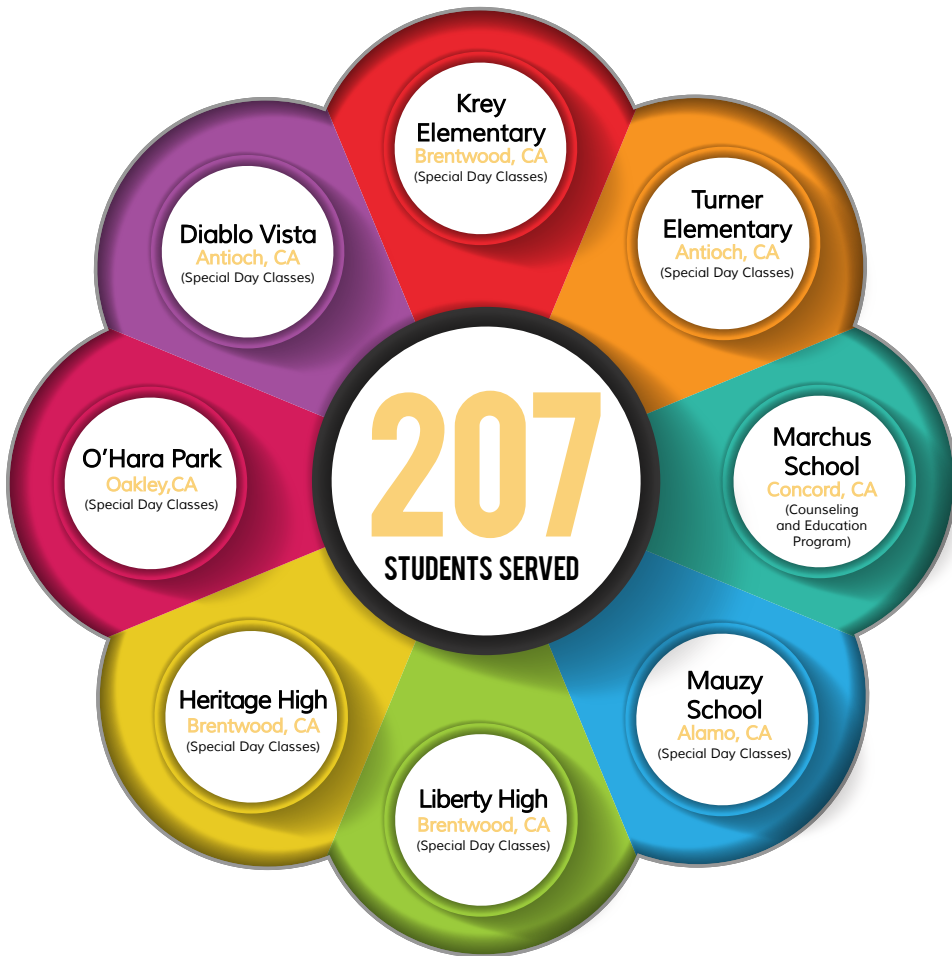 Krey
Elementary
Brentwood, CA
(Special Day Classes)
Turner
Elementary
Antioch, CA
(Special Day Classes)
Marchus
School
Concord, CA
(Counseling
and Education
Program)
Mauzy
School
Alamo, CA
(Special Day Classes)
Liberty High
Brentwood, CA
(Special Day Classes)
Heritage High
Brentwood, CA
(Special Day Classes)
O'Hara Park
Oakley,CA
(Special Day Classes)
Diablo Vista
Antioch, CA
(Special Day Classes)
207
STUDENTS SERVED